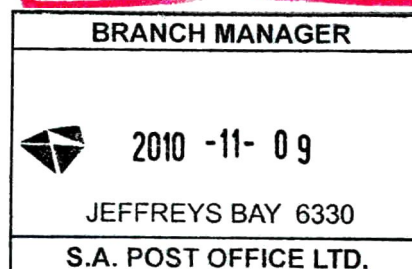 BRANCH MANAGER
2010 -11- 09
JEFFREYS BAY 6330
S.A. POST OFFICE LTD.